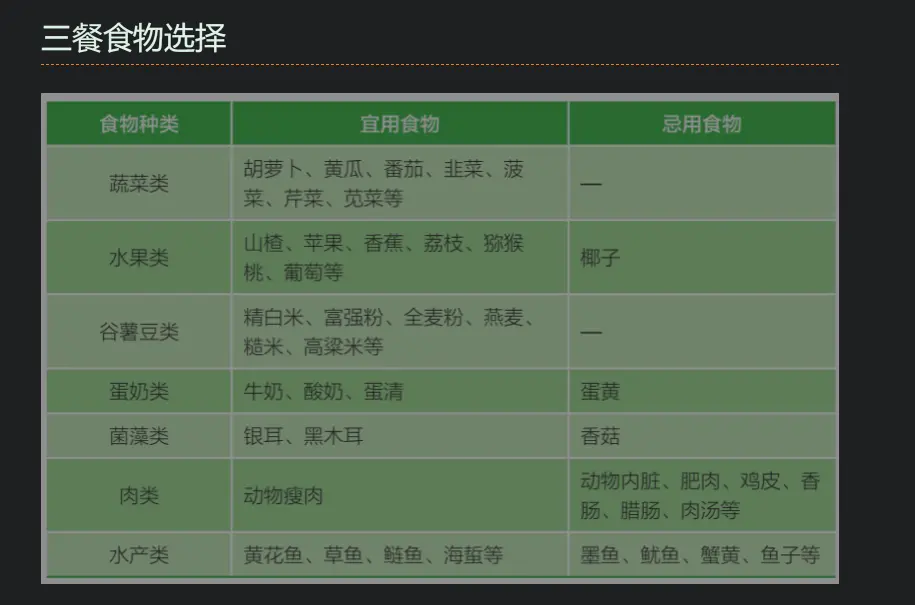 三餐食物选择
食物种类 宜用食物 忌用食物
蔬菜类 胡萝卜、黄瓜、番茄、韭菜、菠
菜、芹菜、苋菜等 —
水果类 山楂、苹果、香蕉、荔枝、猕猴
桃、葡萄等 椰子
谷薯豆类 精白米、富强粉、全麦粉、燕麦、
糙米、高粱米等 —
蛋奶类 牛奶、酸奶、蛋清 蛋黄
菌藻类 银耳、黑木耳 香菇
肉类 动物瘦肉 动物内脏、肥肉、鸡皮、香
肠、腊肠、肉汤等
水产类 黄花鱼、草鱼、鲢鱼、海蜇等 墨鱼、鱿鱼、蟹黄、鱼子等